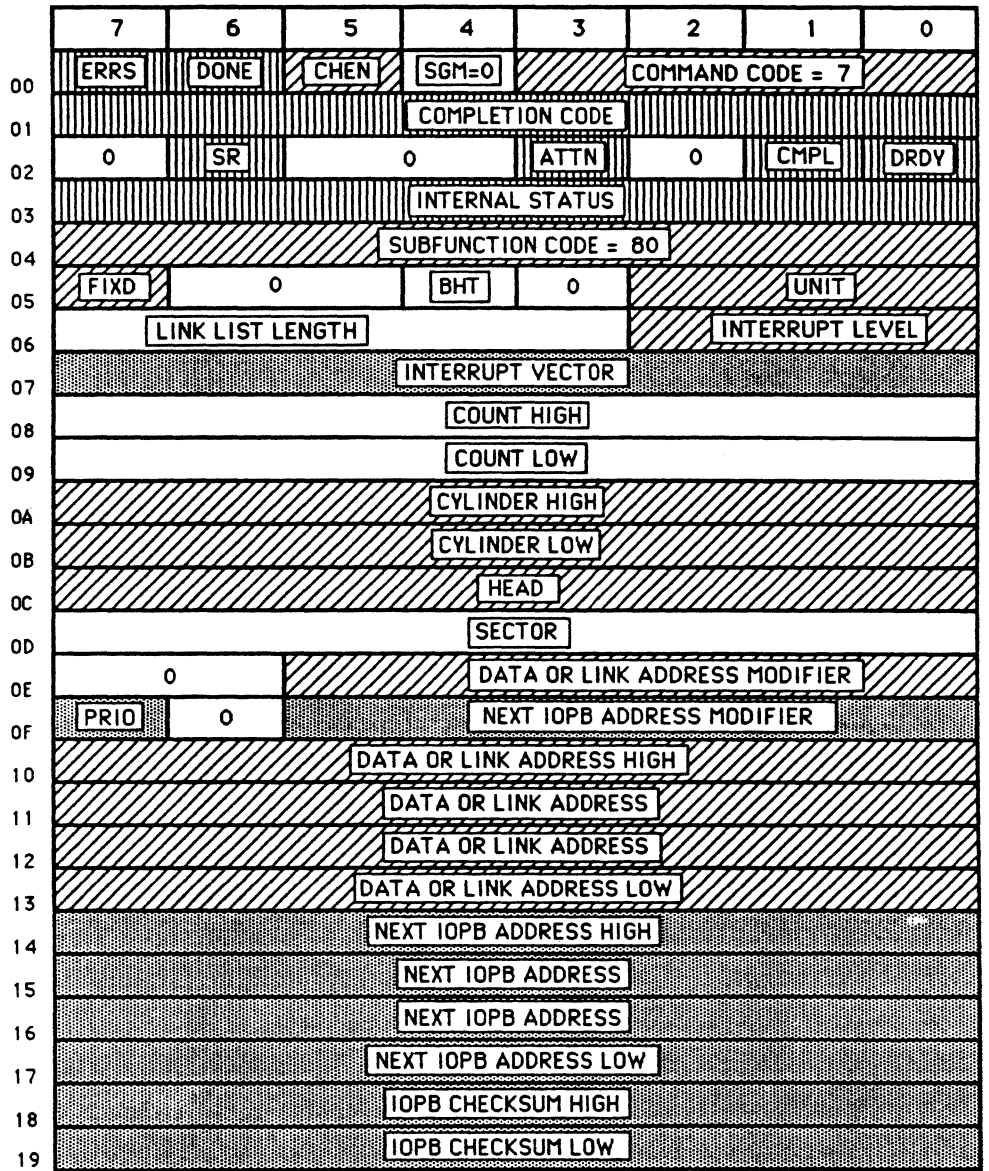 7 6 5 4 3 2 1 0
00 ERRS DONE CHEN SGM=0 COMMAND CODE = 7
01 COMPLETION CODE
02 0 SR 0 ATTN 0 CMPL DRDY
03 INTERNAL STATUS
04 SUBFUNCTION CODE = 80
05 FIXD 0 BHT 0 UNIT
06 LINK LIST LENGTH INTERRUPT LEVEL
07 INTERRUPT VECTOR
08 COUNT HIGH
09 COUNT LOW
0A CYLINDER HIGH
0B CYLINDER LOW
0C HEAD
0D SECTOR
0E 0 DATA OR LINK ADDRESS MODIFIER
0F PRIO 0 NEXT IOPB ADDRESS MODIFIER
10 DATA OR LINK ADDRESS HIGH
11 DATA OR LINK ADDRESS
12 DATA OR LINK ADDRESS
13 DATA OR LINK ADDRESS LOW
14 NEXT IOPB ADDRESS HIGH
15 NEXT IOPB ADDRESS
16 NEXT IOPB ADDRESS
17 NEXT IOPB ADDRESS LOW
18 IOPB CHECKSUM HIGH
19 IOPB CHECKSUM LOW